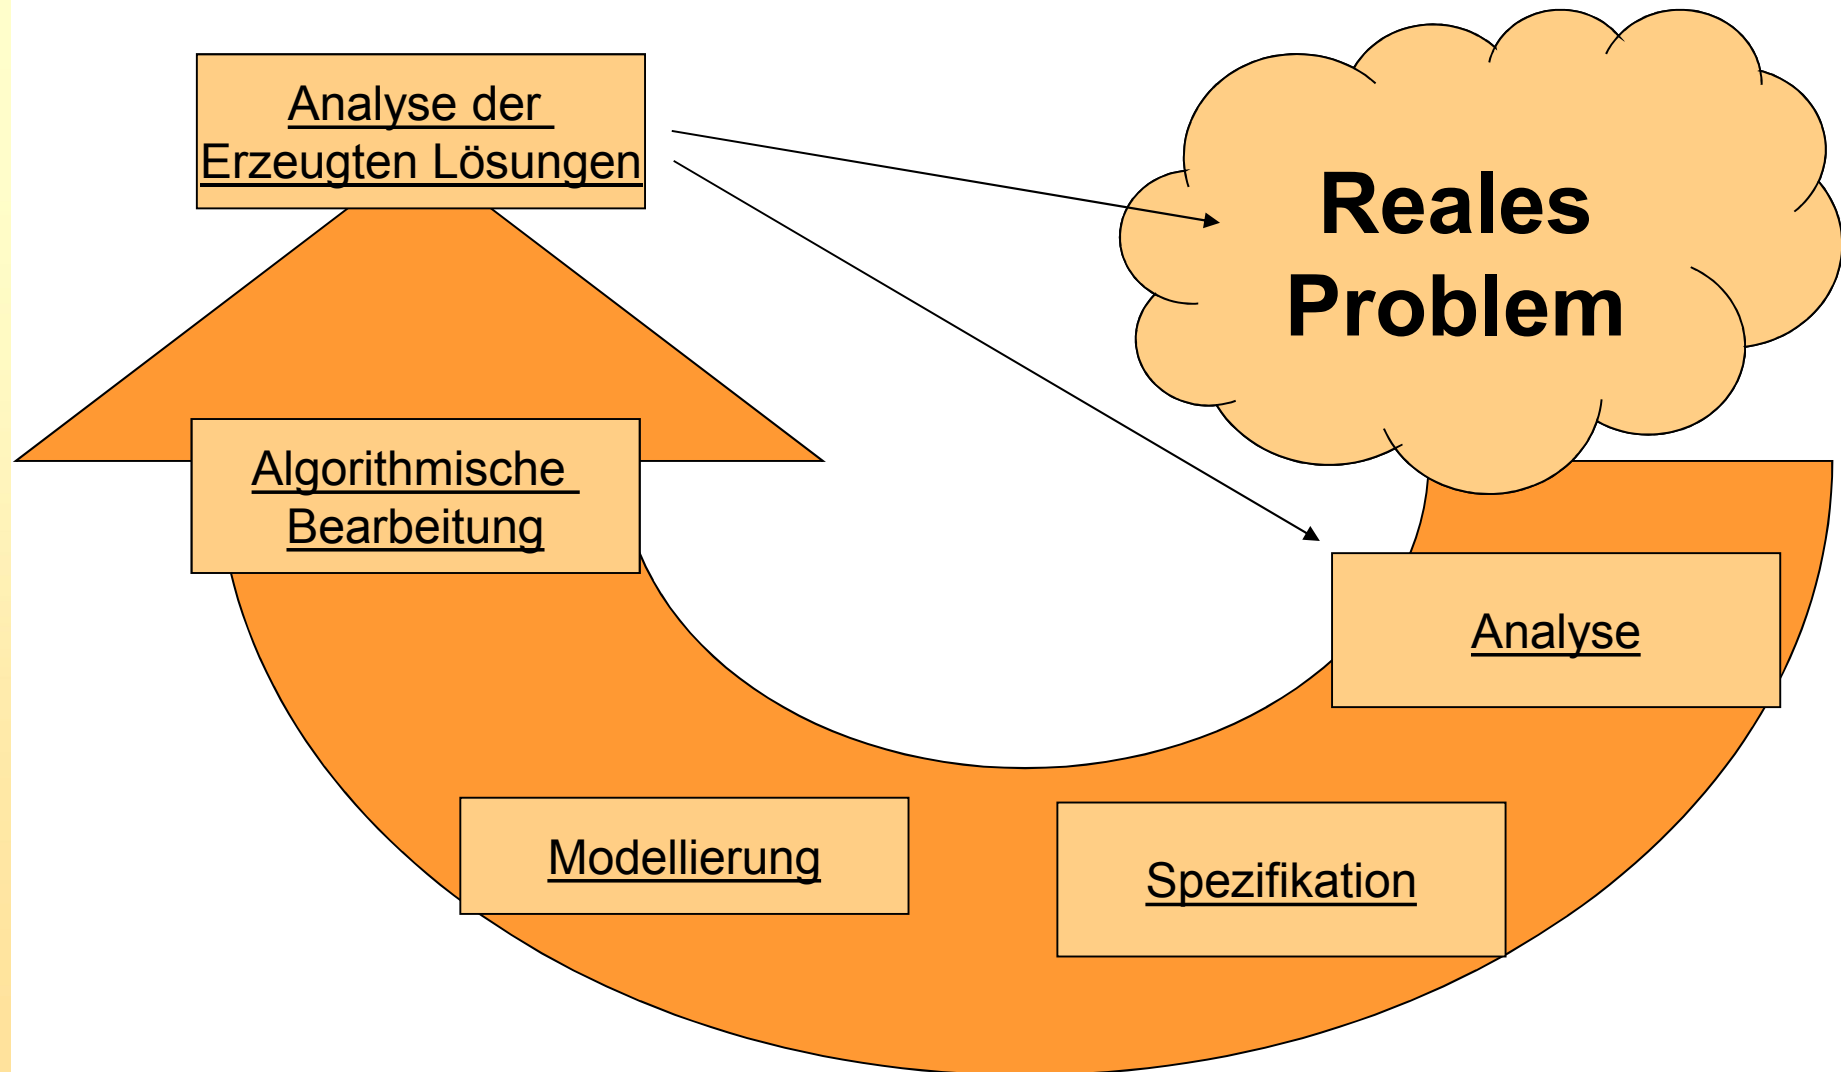 Analyse der
Erzeugten Lösungen
Reales
Problem
Algorithmische
Bearbeitung
Analyse
Modellierung
Spezifikation